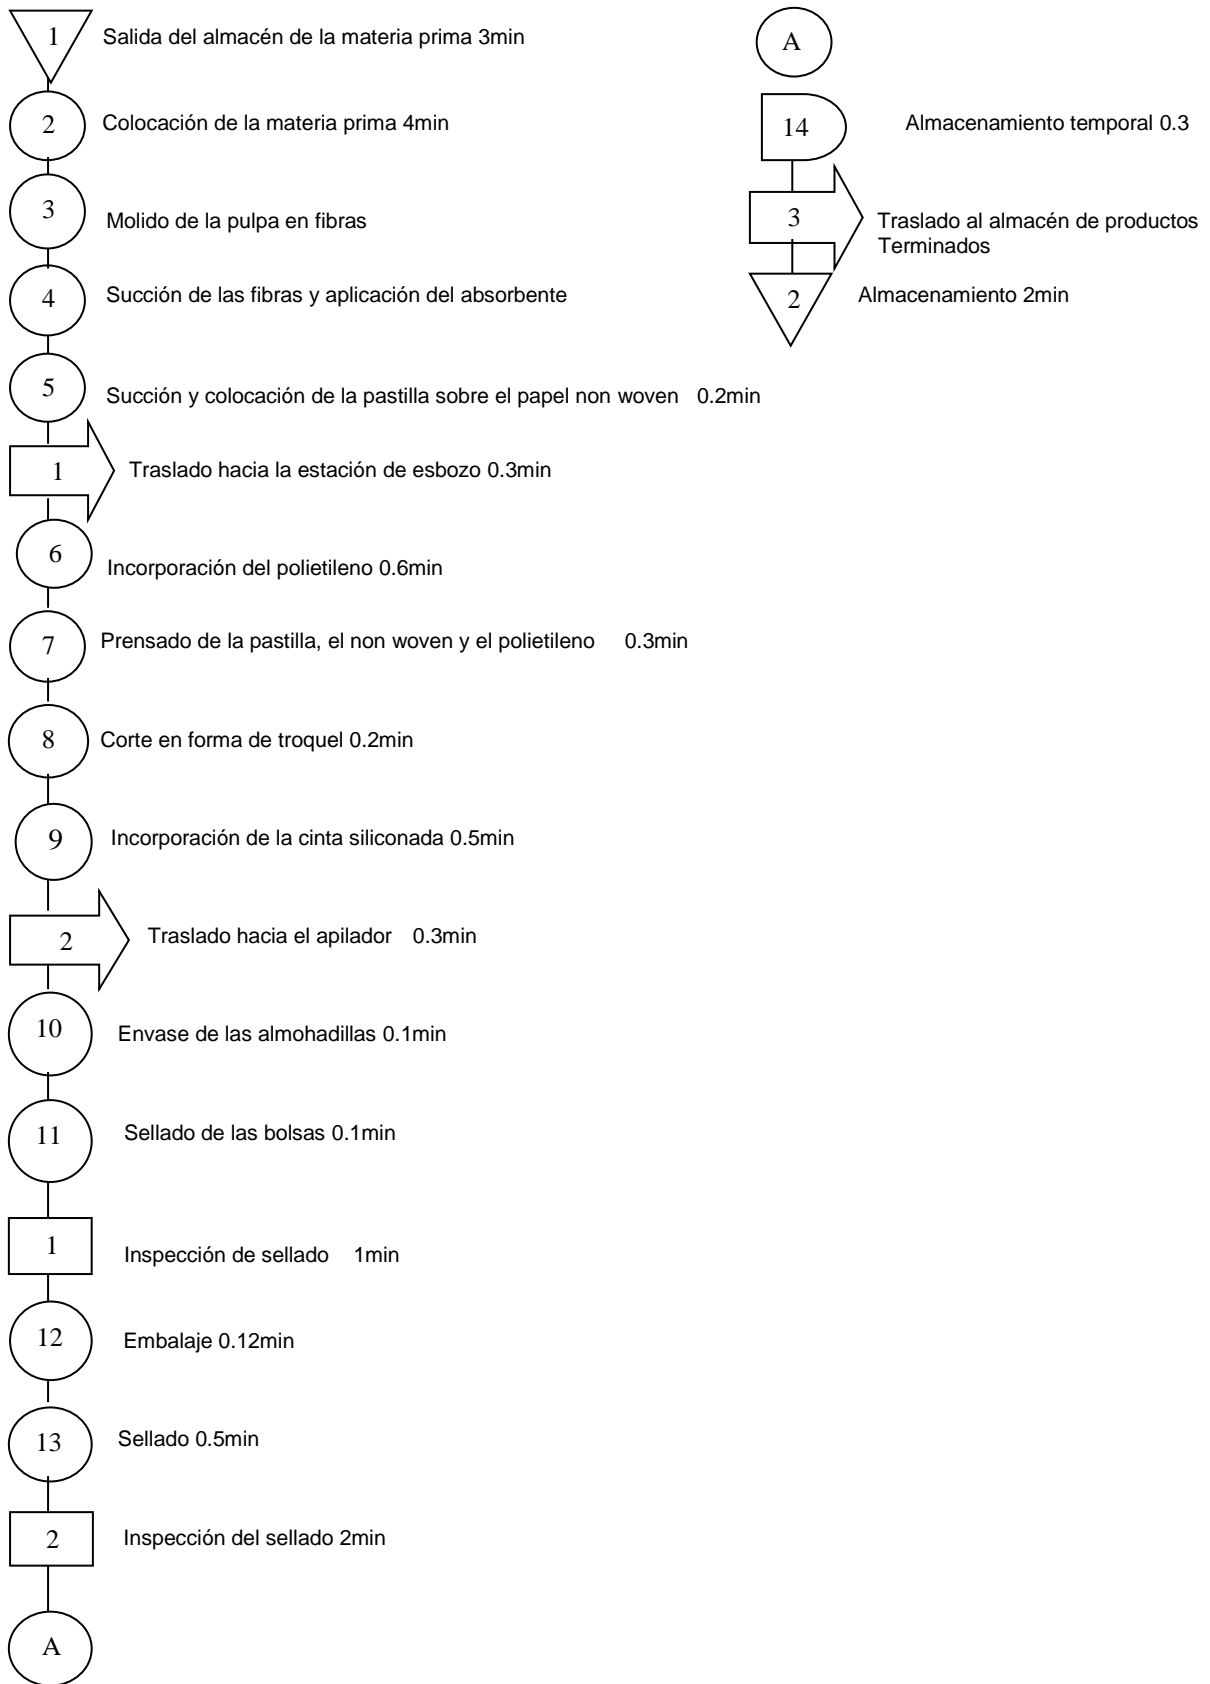 1 Salida del almacén de la materia prima 3min
2 Colocación de la materia prima 4min
3 Molido de la pulpa en fibras
4 Succión de las fibras y aplicación del absorbente
5 Succión y colocación de la pastilla sobre el papel non woven 0.2min
1 Traslado hacia la estación de esbozo 0.3min
6 Incorporación del polietileno 0.6min
7 Prensado de la pastilla, el non woven y el polietileno 0.3min
8 Corte en forma de troquel 0.2min
9 Incorporación de la cinta siliconada 0.5min
2 Traslado hacia el apilador 0.3min
10 Envase de las almohadillas 0.1min
11 Sellado de las bolsas 0.1min
1 Inspección de sellado 1min
12 Embalaje 0.12min
13 Sellado 0.5min
2 Inspección del sellado 2min
A
A
14 Almacenamiento temporal 0.3
3 Traslado al almacén de productos
Terminados
2 Almacenamiento 2min